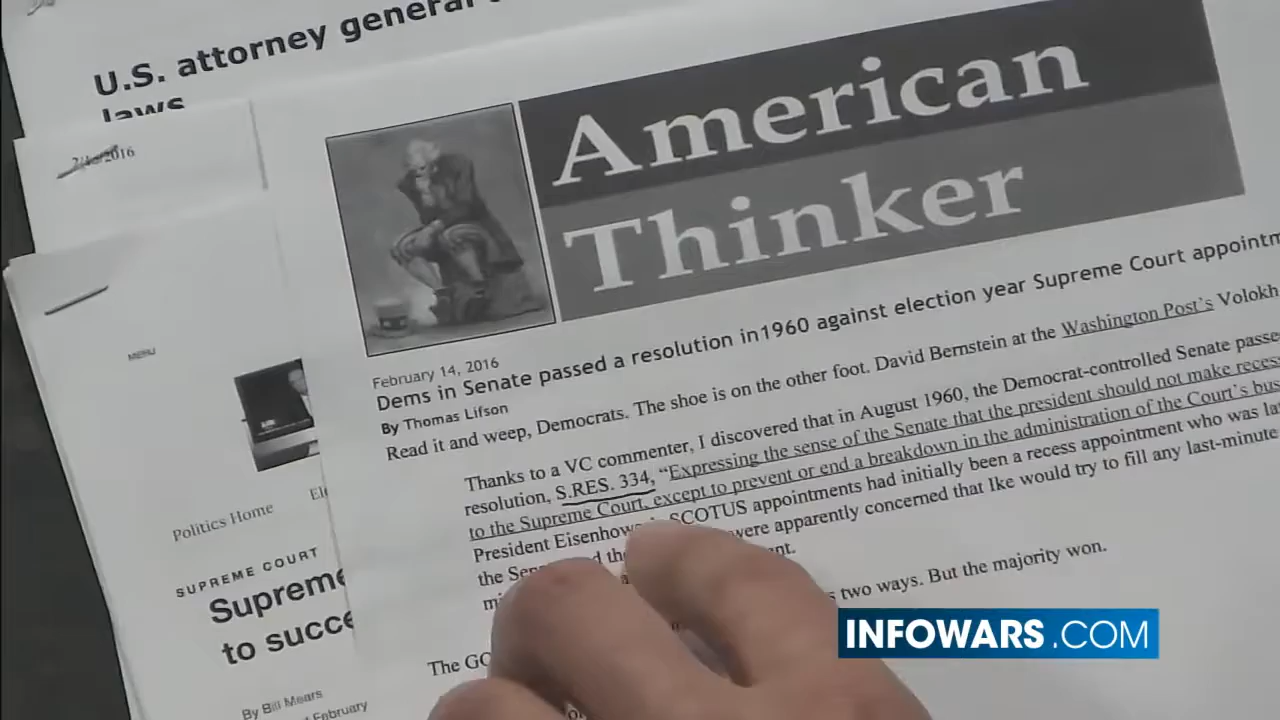 U.S. attorney general
laws
2016
MENU
Politics Home
SUPREME COURT
Supreme
to succe
By Bill Mears
February
American
Thinker
February 14, 2016
Dems in Senate passed a resolution in1960 against election year Supreme Court appointm
By Thomas Lifson
Read it and weep, Democrats. The shoe is on the other foot. David Bernstein at the Washington Post's Volokh
Thanks to a VC commenter, I discovered that in August 1960, the Democrat-controlled Senate passe
resolution, S.RES. 334, “Expressing the sense of the Senate that the president should not make recess
to the Supreme Court, except to prevent or end a breakdown in the administration of the Court's bus
President Eisenhow SCOTUS appointments had initially been a recess appointment who was la
the Sen d the were apparently concerned that Ike would try to fill any last-minute
mi nt.
s two ways. But the majority won.
The GO
INFOWARS.COM